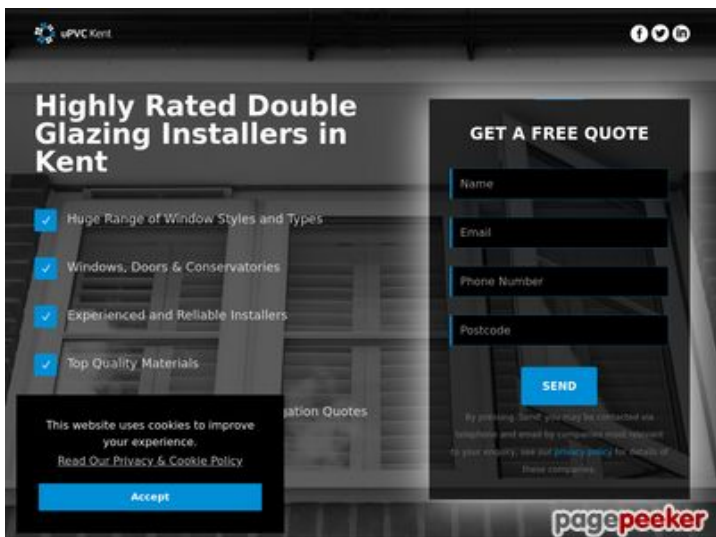 uPVC Kent
Highly Rated Double
Glazing Installers in
Kent
Huge Range of Window Styles and Types
Windows, Doors & Conservatories
Experienced and Reliable Installers
Top Quality Materials
gation Quotes
GET A FREE QUOTE
Name
Email
Phone Number
Postcode
SEND
By pressing 'Send' you may be contacted via
telephone and email by companies most relevant
to your enquiry, see our privacy policy for details of
these companies.
This website uses cookies to improve
your experience.
Read Our Privacy & Cookie Policy
Accept
pagepeeker